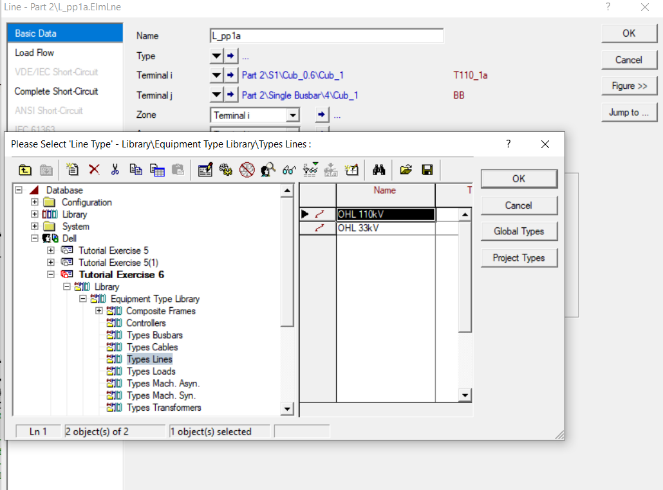 Line - Part 2\L_pp1a.ElmLne
? X
Basic Data
Load Flow
VDE/IEC Short-Circuit
Complete Short-Circuit
ANSI Short-Circuit
IEC 61363
Name L_pp1a
Type ...
Terminal i Part 2\S1\Cub_0.6\Cub_1 T110_1a
Terminal j Part 2\Single Busbar\4\Cub_1 BB
Zone Terminal i ...
OK
Cancel
Figure >>
Jump to ...
Please Select 'Line Type' - Library\Equipment Type Library\Types Lines :
? X
Database
Configuration
Library
System
Dell
Tutorial Exercise 5
Tutorial Exercise 5(1)
Tutorial Exercise 6
Library
Equipment Type Library
Composite Frames
Controllers
Types Busbars
Types Cables
Types Lines
Types Loads
Types Mach. Asyn.
Types Mach. Syn.
Types Transformers
Name T
OHL 110kV
OHL 33kV
OK
Cancel
Global Types
Project Types
Ln 1 2 object(s) of 2 1 object(s) selected